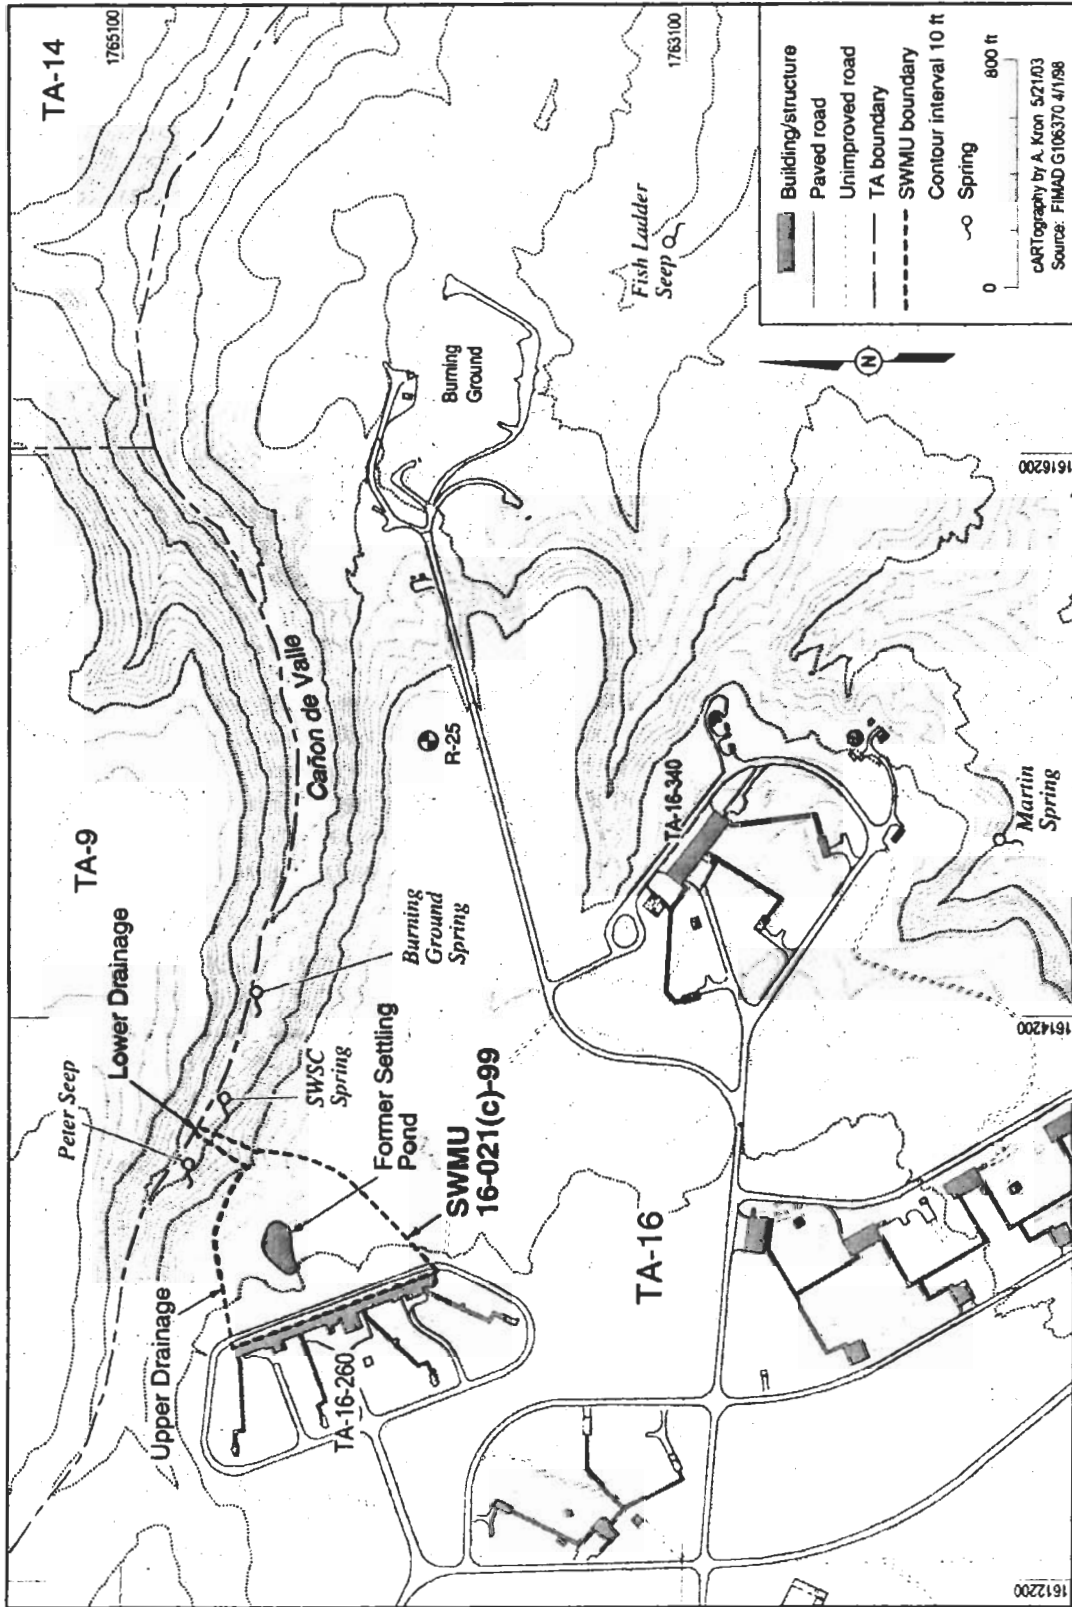 TA-14
1765100
TA-9
Cañon de Valle
Peter Seep
Lower Drainage
Burning
Ground
Spring
SWSC
Spring
Upper Drainage
Former Settling
Pond
SWMU
16-021(c)-99
TA-16-260
R-25
Burning
Ground
Fish Ladder
Seep
1763100
TA-16-340
TA-16
Martin
Spring
1612200
1614200
1616200
N
Building/structure
Paved road
Unimproved road
TA boundary
SWMU boundary
Contour interval 10 ft
Spring
0
800 ft
cARTography by A. Kron 5/21/03
Source: FIMAD G106370 4/1/98